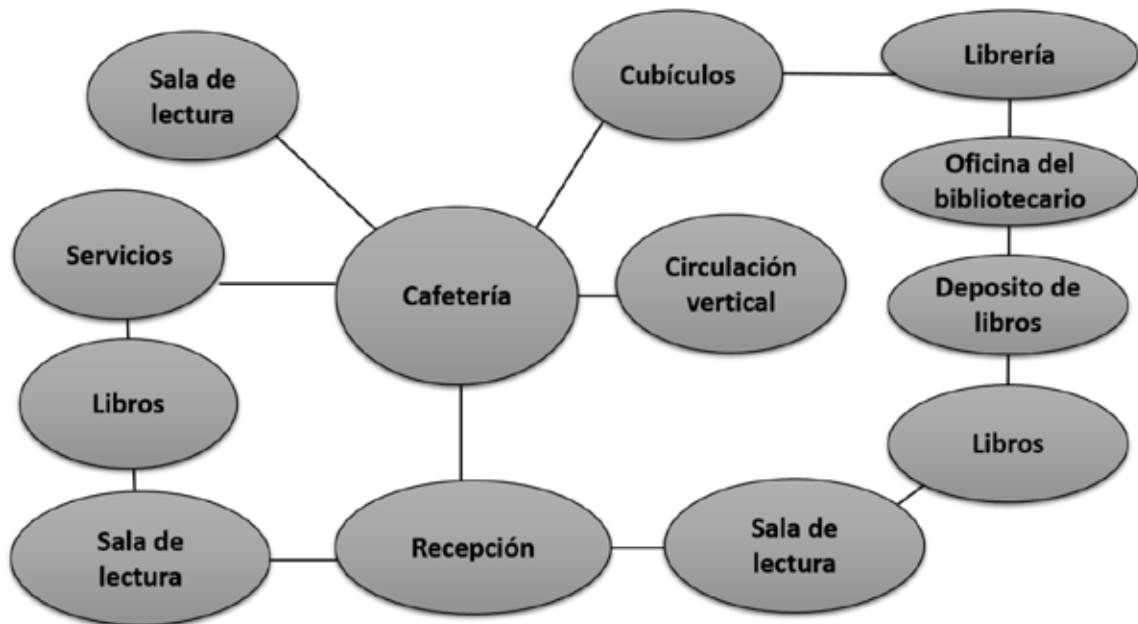 Sala de
lectura
Cubículos
Librería
Oficina del
bibliotecario
Servicios
Cafetería
Circulación
vertical
Deposito de
libros
Libros
Libros
Sala de
lectura
Recepción
Sala de
lectura